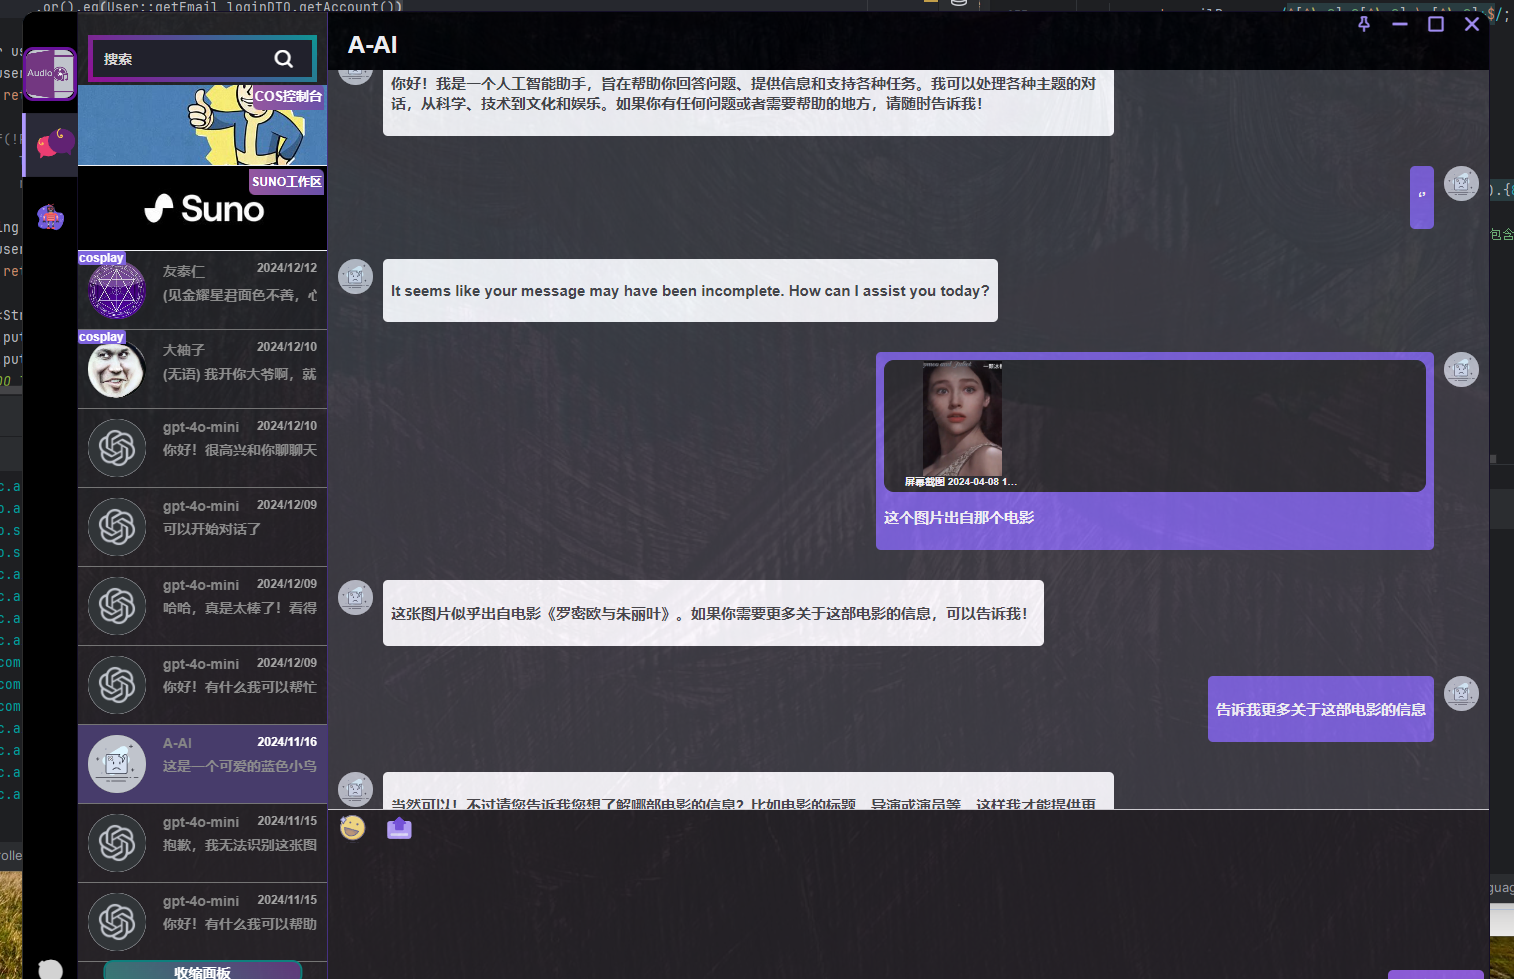 .or().eq(User::getEmail loginDTO.getAccount())
A-AI
搜索
Audio
COS控制台
SUNO工作区
Suno
cosplay
友泰仁
2024/12/12
(见金耀星君面色不善，心
cosplay
大袖子
2024/12/10
(无语) 我开你大爷啊，就
gpt-4o-mini
2024/12/10
你好！很高兴和你聊聊天
gpt-4o-mini
2024/12/09
可以开始对话了
gpt-4o-mini
2024/12/09
哈哈，真是太棒了！看得
gpt-4o-mini
2024/12/09
你好！有什么我可以帮忙
A-AI
2024/11/16
这是一个可爱的蓝色小鸟
gpt-4o-mini
2024/11/15
抱歉，我无法识别这张图
gpt-4o-mini
2024/11/15
你好！有什么我可以帮助
收缩面板
你好！我是一个人工智能助手，旨在帮助你回答问题、提供信息和支持各种任务。我可以处理各种主题的对
话，从科学、技术到文化和娱乐。如果你有任何问题或者需要帮助的地方，请随时告诉我！
It seems like your message may have been incomplete. How can I assist you today?
屏幕截图 2024-04-08 1...
这个图片出自那个电影
这张图片似乎出自电影《罗密欧与朱丽叶》。如果你需要更多关于这部电影的信息，可以告诉我！
告诉我更多关于这部电影的信息
当然可以！不过请您告诉我您想了解哪部电影的信息？比如电影的标题、导演或演员等，这样我才能提供更
包含